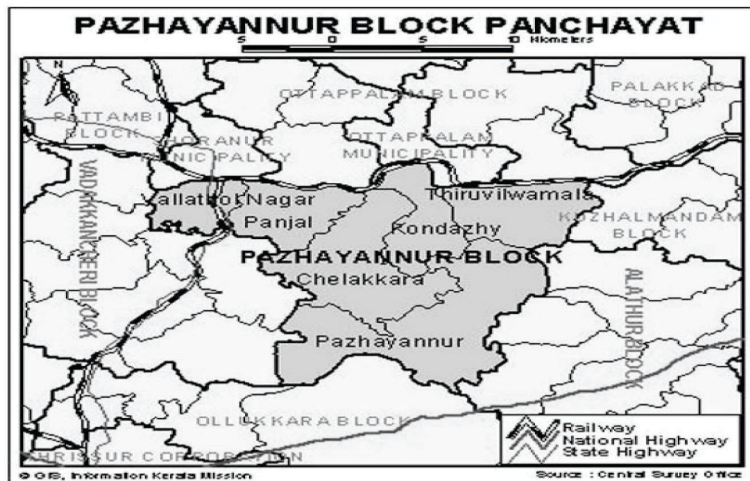 PAZHAYANNUR BLOCK PANCHAYAT
5 0 5 10 Kilometers
N
OTTAPPALAM BLOCK
PALAKKAD
BLOCK
PATTAMBI
BLOCK
SHORANUR
MUNICIPALITY
OTTAPPALAM
MUNICIPALITY
VADAKKANCHERI BLOCK
allathol Nagar
Thiruvilwamala
Panjal
Kondazhy
KUZHALMANDAM
BLOCK
PAZHAYANNUR BLOCK
Chelakkara
ALATHUR BLOCK
Pazhayannur
OLLUKKARA BLOCK
THRISSUR CORPORATION
Railway
National Highway
State Highway
© GIS, Information Kerala Mission
Source : Central Survey Office